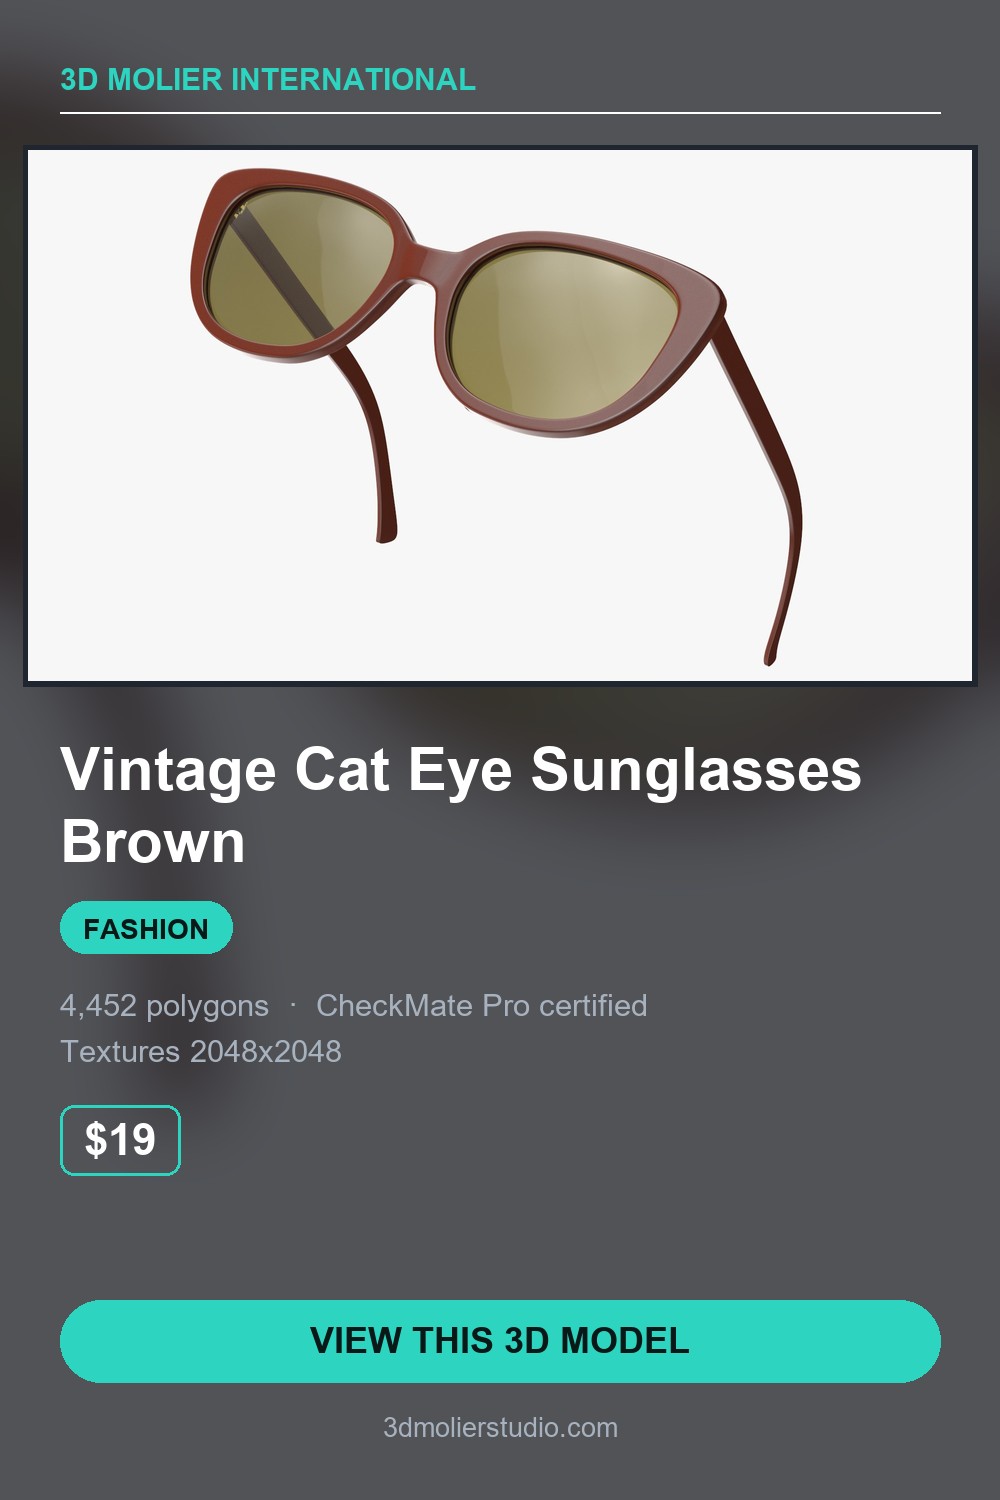 3D MOLIER INTERNATIONAL
Vintage Cat Eye Sunglasses
Brown
FASHION
4,452 polygons · CheckMate Pro certified
Textures 2048x2048
$19
VIEW THIS 3D MODEL
3dmolierstudio.com